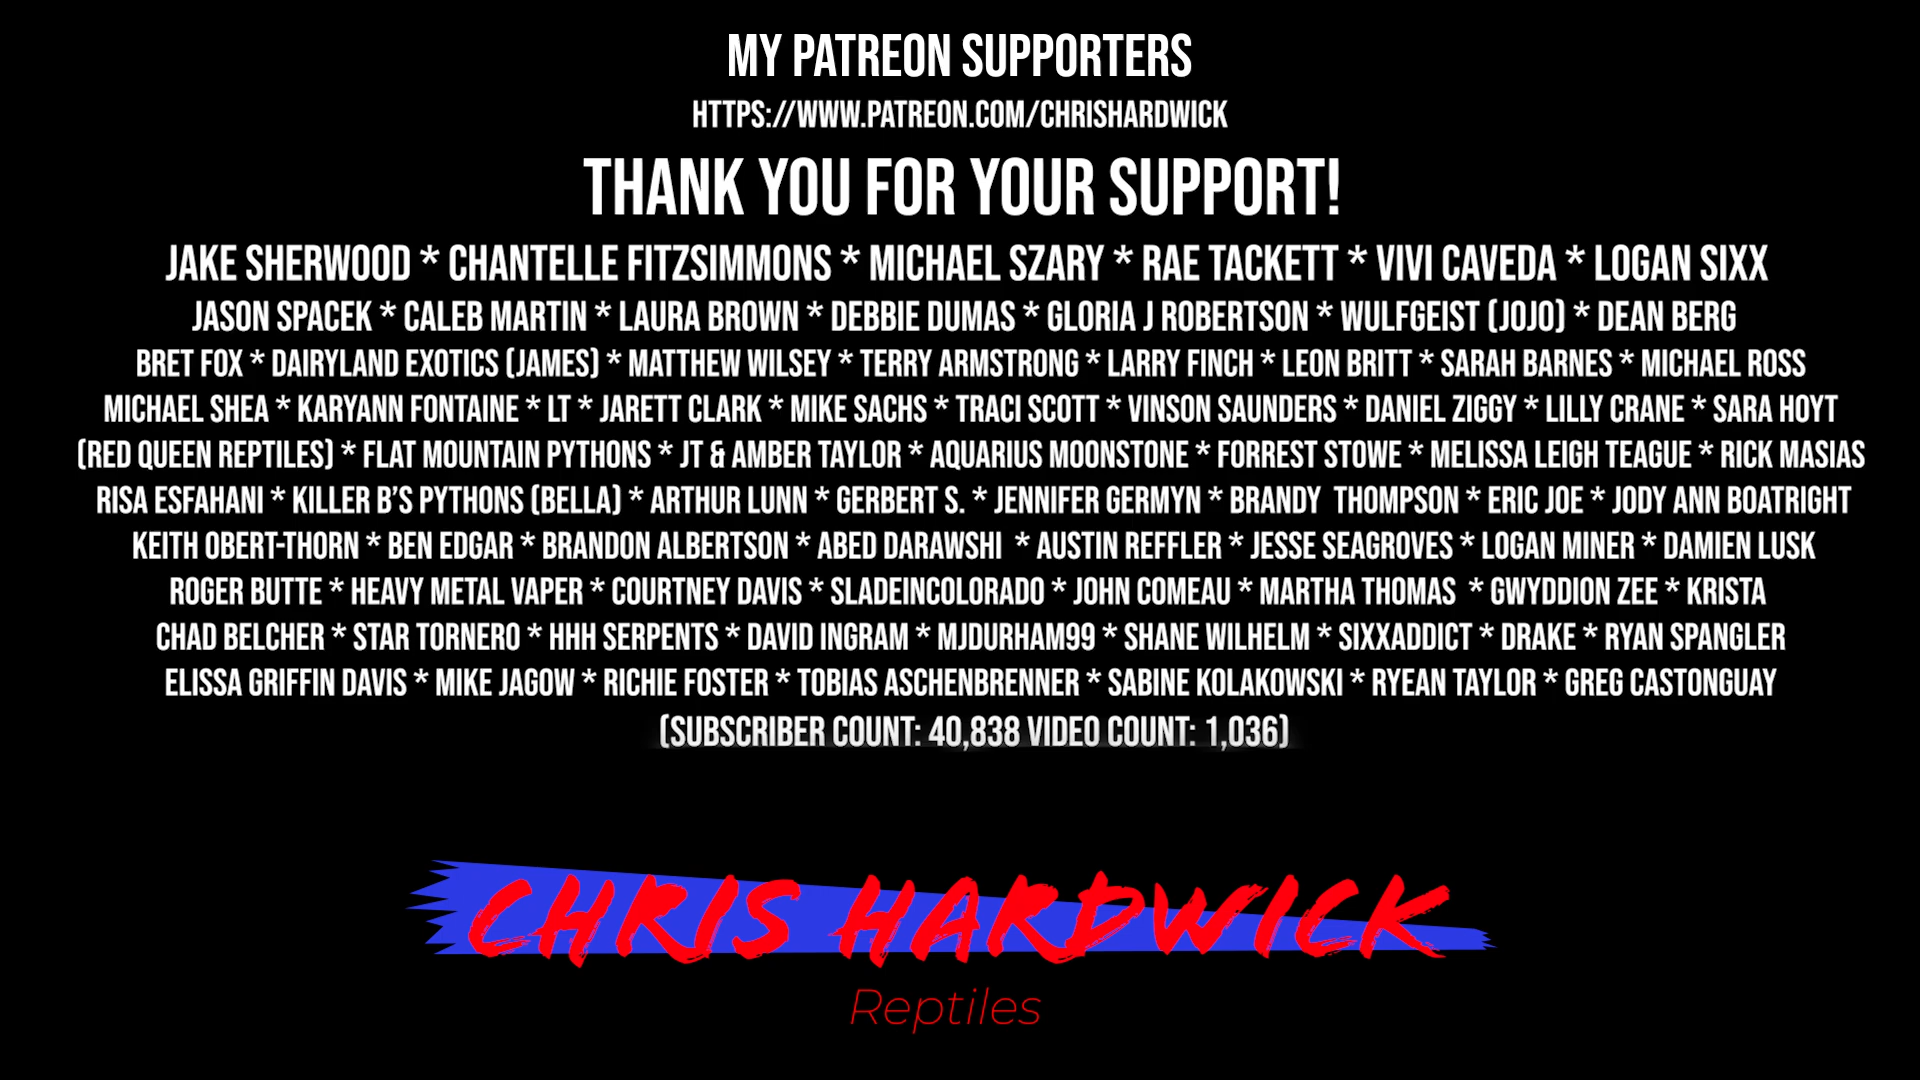 MY PATREON SUPPORTERS
HTTPS://WWW.PATREON.COM/CHRISHARDWICK
THANK YOU FOR YOUR SUPPORT!
JAKE SHERWOOD * CHANTELLE FITZSIMMONS * MICHAEL SZARY * RAE TACKETT * VIVI CAVEDA * LOGAN SIXX
JASON SPACEK * CALEB MARTIN * LAURA BROWN * DEBBIE DUMAS * GLORIA J ROBERTSON * WULFGEIST (JOJO) * DEAN BERG
BRET FOX * DAIRYLAND EXOTICS (JAMES) * MATTHEW WILSEY * TERRY ARMSTRONG * LARRY FINCH * LEON BRITT * SARAH BARNES * MICHAEL ROSS
MICHAEL SHEA * KARYANN FONTAINE * LT * JARETT CLARK * MIKE SACHS * TRACI SCOTT * VINSON SAUNDERS * DANIEL ZIGGY * LILLY CRANE * SARA HOYT
(RED QUEEN REPTILES) * FLAT MOUNTAIN PYTHONS * JT & AMBER TAYLOR * AQUARIUS MOONSTONE * FORREST STOWE * MELISSA LEIGH TEAGUE * RICK MASIAS
RISA ESFAHANI * KILLER B'S PYTHONS (BELLA) * ARTHUR LUNN * GERBERT S. * JENNIFER GERMYN * BRANDY  THOMPSON * ERIC JOE * JODY ANN BOATRIGHT
KEITH OBERT-THORN * BEN EDGAR * BRANDON ALBERTSON * ABED DARAWSHI  * AUSTIN REFFLER * JESSE SEAGROVES * LOGAN MINER * DAMIEN LUSK
ROGER BUTTE * HEAVY METAL VAPER * COURTNEY DAVIS * SLADEINCOLORADO * JOHN COMEAU * MARTHA THOMAS  * GWYDDION ZEE * KRISTA
CHAD BELCHER * STAR TORNERO * HHH SERPENTS * DAVID INGRAM * MJDURHAM99 * SHANE WILHELM * SIXXADDICT * DRAKE * RYAN SPANGLER
ELISSA GRIFFIN DAVIS * MIKE JAGOW * RICHIE FOSTER * TOBIAS ASCHENBRENNER * SABINE KOLAKOWSKI * RYEAN TAYLOR * GREG CASTONGUAY
(SUBSCRIBER COUNT: 40,838 VIDEO COUNT: 1,036)
CHRIS HARDWICK
Reptiles